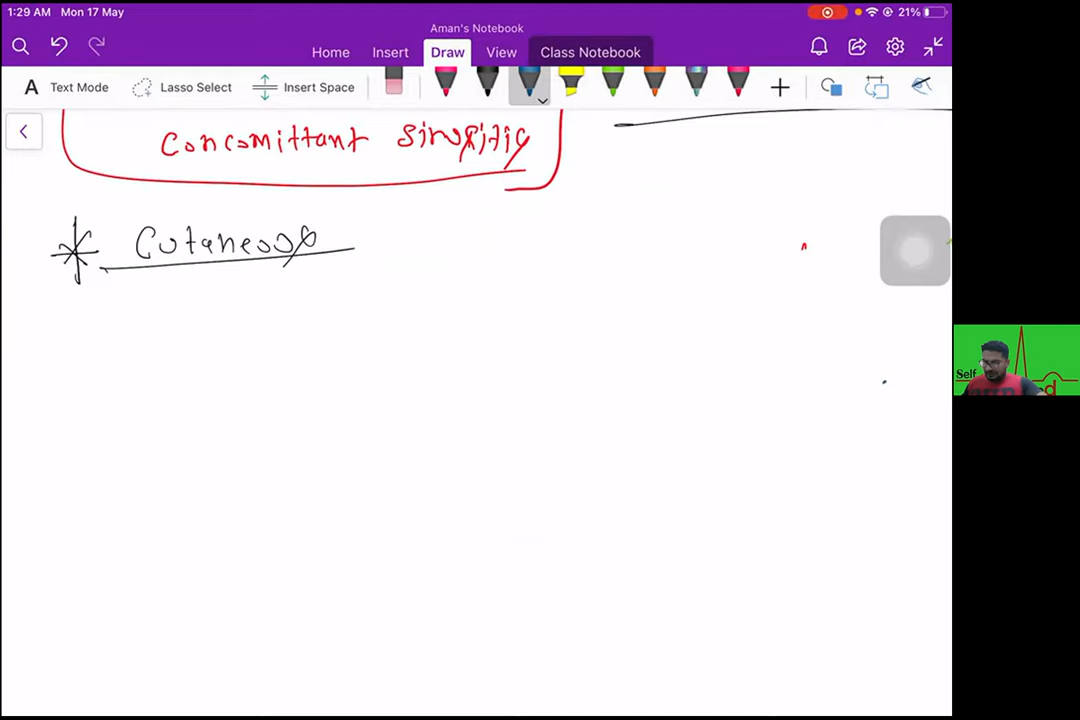 1:29 AM Mon 17 May 21%
Aman's Notebook
Home Insert Draw View Class Notebook
A Text Mode Lasso Select Insert Space
Concomittant
* Cutaneous
Self